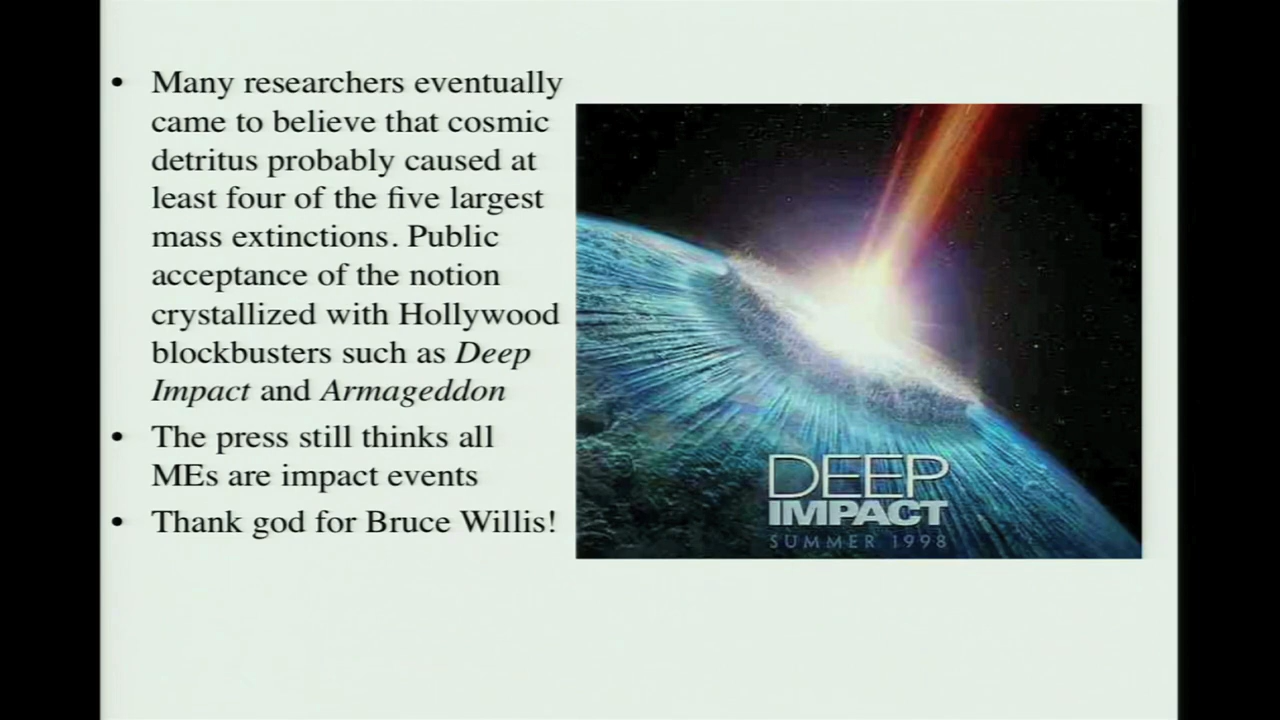 • Many researchers eventually
came to believe that cosmic
detritus probably caused at
least four of the five largest
mass extinctions. Public
acceptance of the notion
crystallized with Hollywood
blockbusters such as Deep
Impact and Armageddon
• The press still thinks all
MEs are impact events
• Thank god for Bruce Willis!
DEEP
IMPACT
SUMMER 1998